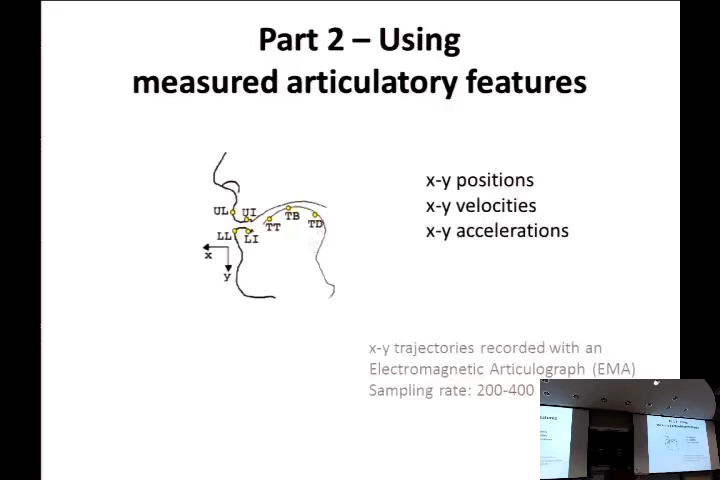 Part 2 – Using
measured articulatory features
x-y positions
x-y velocities
x-y accelerations
UL UI
TT TB TD
LL LI
x
y
x-y trajectories recorded with an
Electromagnetic Articulograph (EMA)
Sampling rate: 200-400